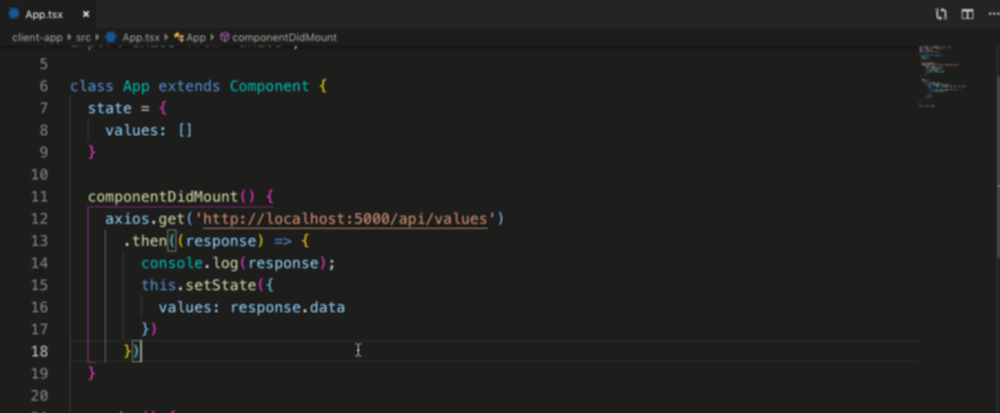 App.tsx ×
client-app › src › App.tsx › App › componentDidMount
5
6 class App extends Component {
7 state = {
8 values: []
9 }
10
11 componentDidMount() {
12 axios.get('http://localhost:5000/api/values')
13 .then((response) => {
14 console.log(response);
15 this.setState({
16 values: response.data
17 })
18 })
19 }
20